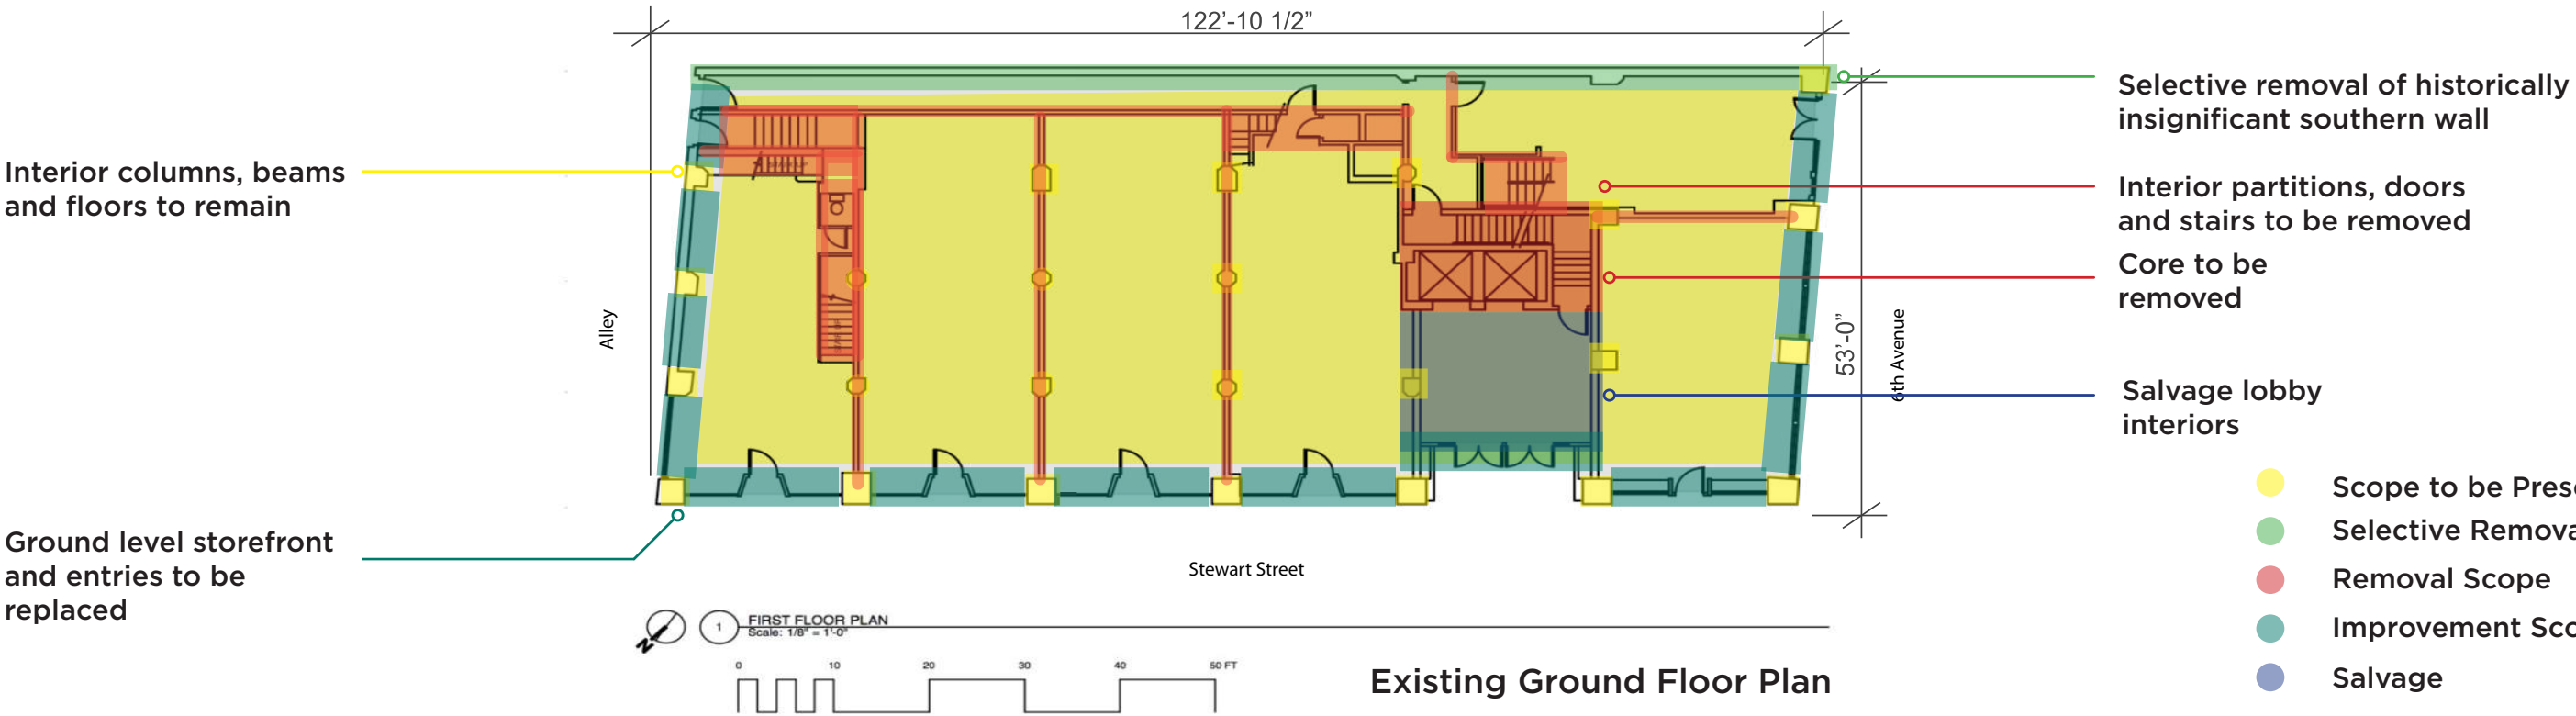 122'-10 1/2”
Selective removal of historically
insignificant southern wall
Interior columns, beams
and floors to remain
Interior partitions, doors
and stairs to be removed
Core to be
removed
Alley
53'-0”
6th Avenue
Salvage lobby
interiors
Ground level storefront
and entries to be
replaced
Stewart Street
Scope to be Prese
Selective Remova
Removal Scope
Improvement Sco
Salvage
N
1
FIRST FLOOR PLAN
Scale: 1/8" = 1'-0"
0 10 20 30 40 50 FT
Existing Ground Floor Plan